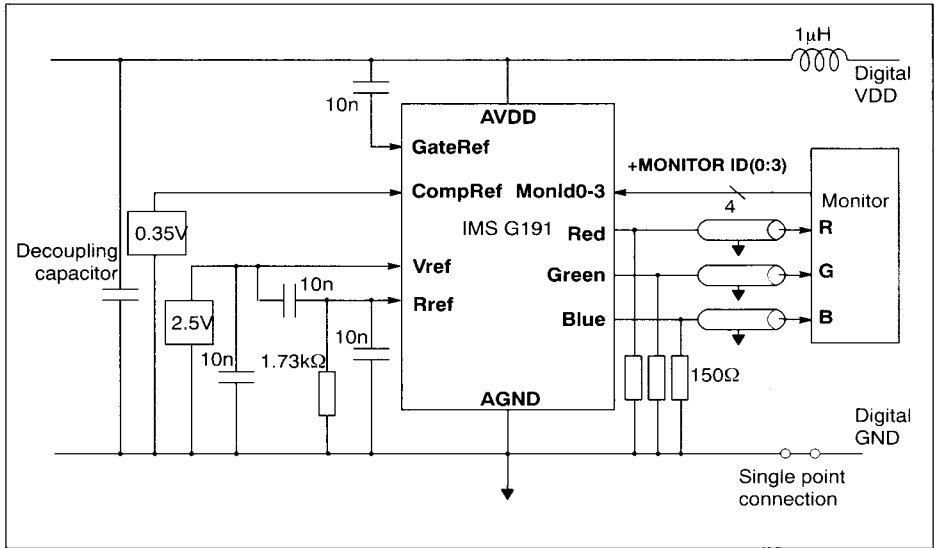 1µH
Digital
VDD
10n
AVDD
GateRef
+MONITOR ID(0:3)
CompRef
MonId0-3
4
Monitor
0.35V
IMS G191
Red
R
Decoupling
capacitor
Vref
Green
G
10n
Rref
2.5V
Blue
B
10n
1.73kΩ
10n
150Ω
AGND
Digital
GND
Single point
connection